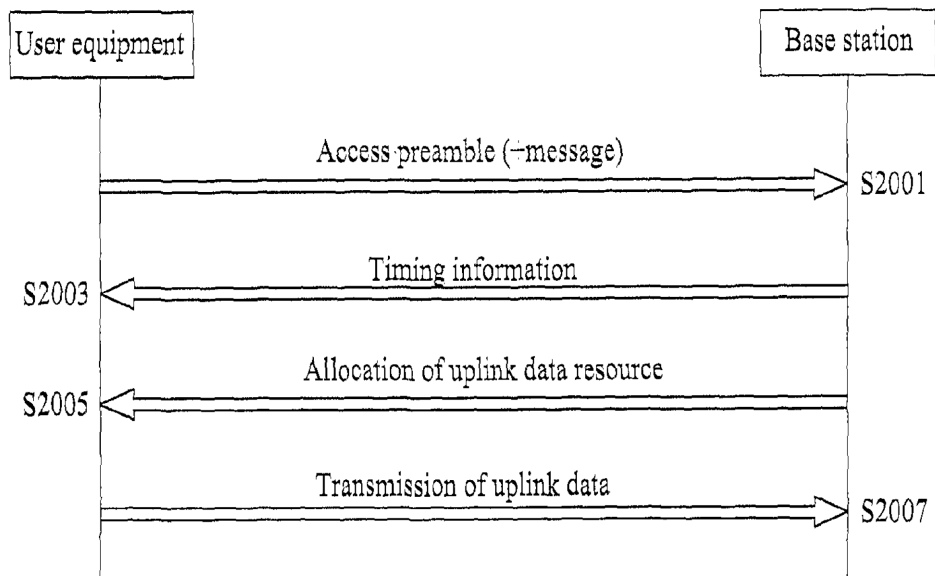 User equipment
Base station
Access preamble (+message)
S2001
Timing information
S2003
Allocation of uplink data resource
S2005
Transmission of uplink data
S2007